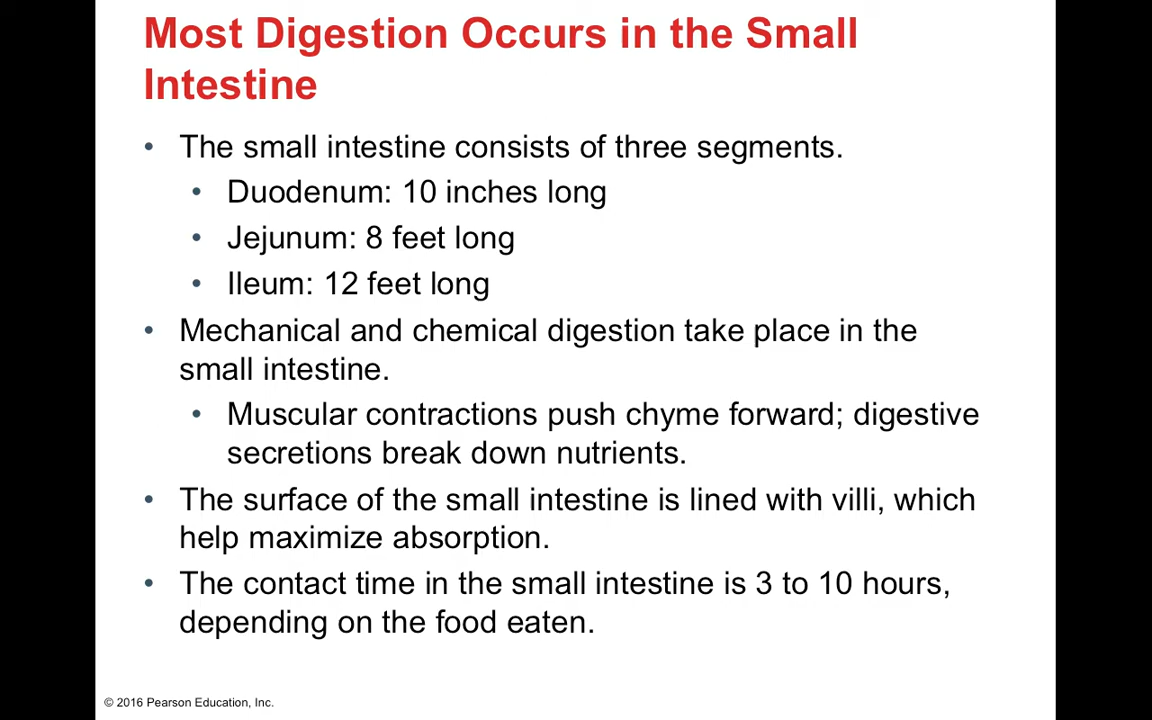 Most Digestion Occurs in the Small
Intestine
• The small intestine consists of three segments.
• Duodenum: 10 inches long
• Jejunum: 8 feet long
• Ileum: 12 feet long
• Mechanical and chemical digestion take place in the
small intestine.
• Muscular contractions push chyme forward; digestive
secretions break down nutrients.
• The surface of the small intestine is lined with villi, which
help maximize absorption.
• The contact time in the small intestine is 3 to 10 hours,
depending on the food eaten.
© 2016 Pearson Education, Inc.